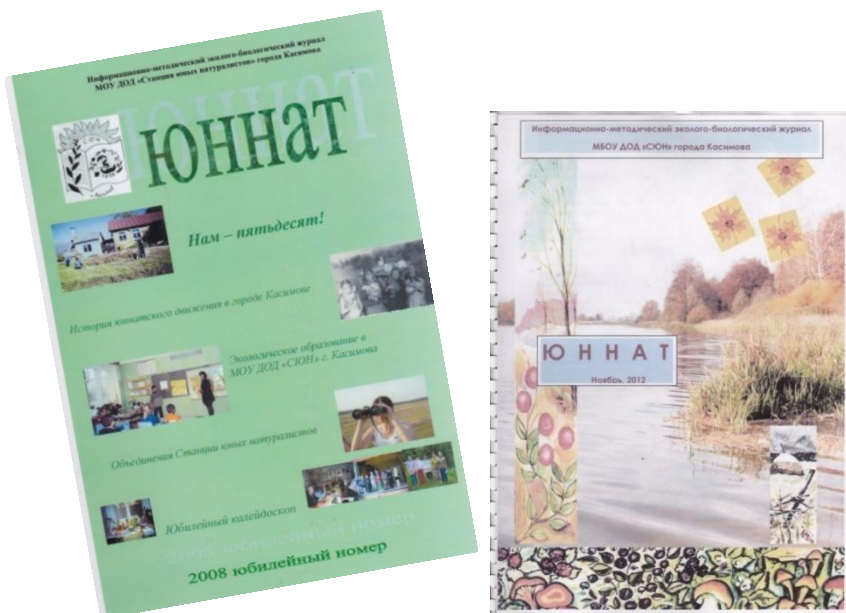 Информационно-методический эколого-биологический журнал
МОУ ДОД «Станция юных натуралистов» города Касимова
ЮННАТ
Нам – пятьдесят!
История юннатского движения в городе Касимове
Экологическое образование в
МОУ ДОД «СЮН» г. Касимова
Объединения Станции юных натуралистов
Юбилейный калейдоскоп
2008 юбилейный номер
Информационно-методический эколого-биологический журнал
МБОУ ДОД «СЮН» города Касимова
ЮННАТ
Ноябрь, 2012